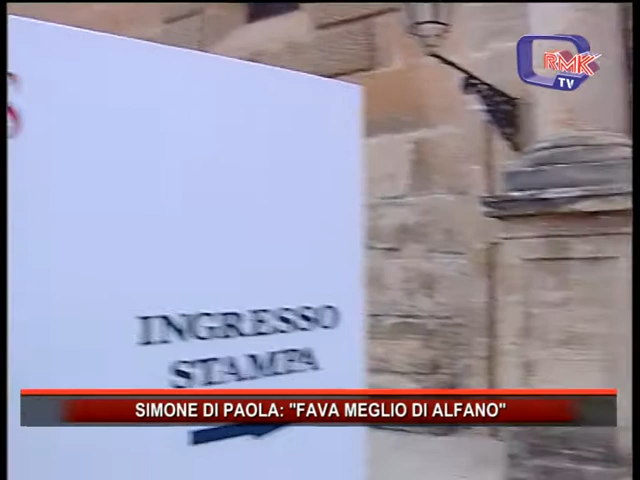 RMK
TV
INGRESSO
STAMPA
SIMONE DI PAOLA: "FAVA MEGLIO DI ALFANO"